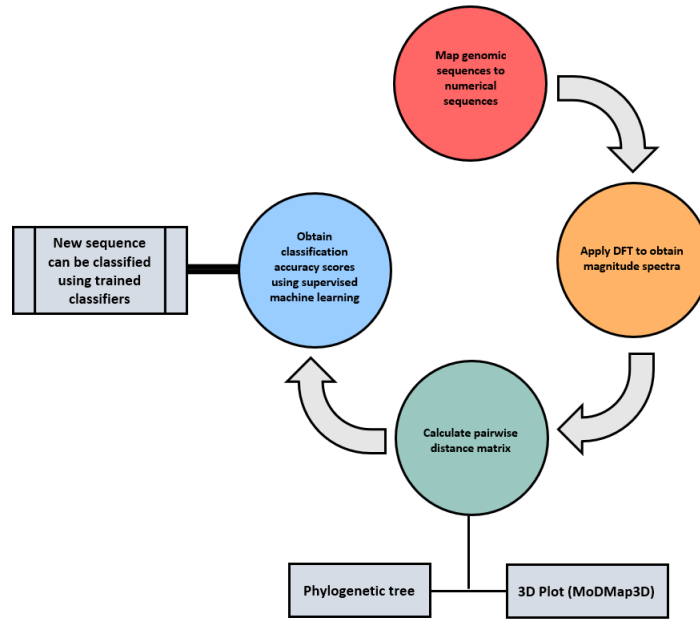 Map genomic
sequences to
numerical
sequences
Apply DFT to obtain
magnitude spectra
Calculate pairwise
distance matrix
Obtain
classification
accuracy scores
using supervised
machine learning
New sequence
can be classified
using trained
classifiers
Phylogenetic tree
3D Plot (MoDMap3D)